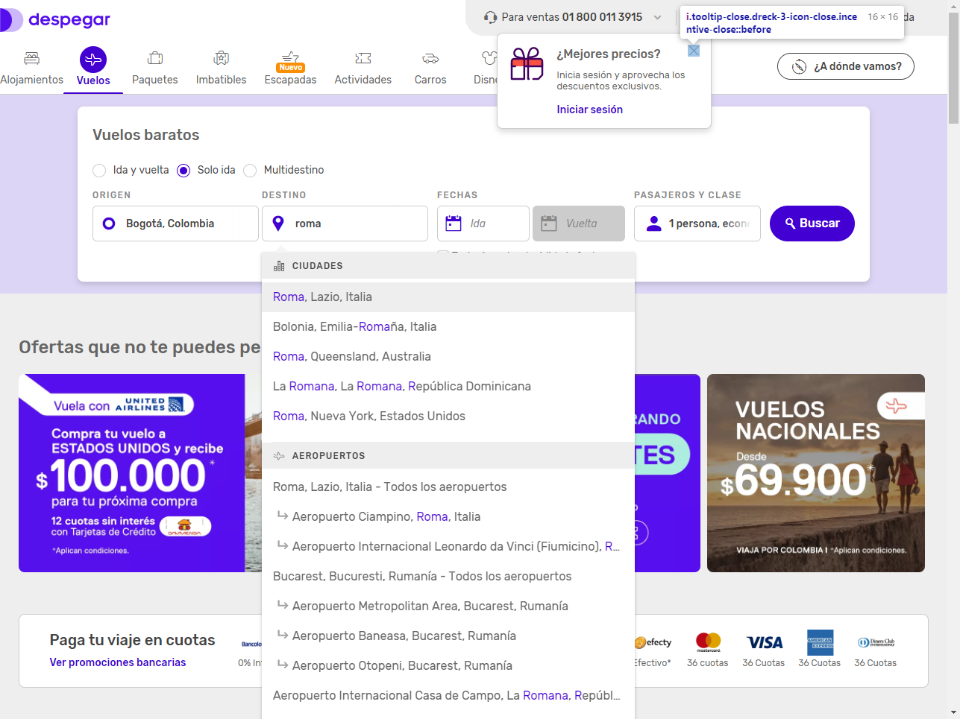 despegar
Para ventas 01 800 011 3915
i.tooltip-close.dreck-3-icon-close.ince
ntive-close::before
16 × 16
da
Alojamientos
Vuelos
Paquetes
Imbatibles
Nuevo
Escapadas
Actividades
Carros
Disne
¿A dónde vamos?
¿Mejores precios?
Inicia sesión y aprovecha los
descuentos exclusivos.
Iniciar sesión
Vuelos baratos
Ida y vuelta
Solo ida
Multidestino
ORIGEN
DESTINO
FECHAS
PASAJEROS Y CLASE
Bogotá, Colombia
roma
Ida
Vuelta
1 persona, econ
Buscar
CIUDADES
Roma, Lazio, Italia
Bolonia, Emilia-Romaña, Italia
Roma, Queensland, Australia
La Romana, La Romana, República Dominicana
Roma, Nueva York, Estados Unidos
AEROPUERTOS
Roma, Lazio, Italia - Todos los aeropuertos
Aeropuerto Ciampino, Roma, Italia
Aeropuerto Internacional Leonardo da Vinci (Fiumicino), R...
Bucarest, Bucuresti, Rumanía - Todos los aeropuertos
Aeropuerto Metropolitan Area, Bucarest, Rumanía
Aeropuerto Baneasa, Bucarest, Rumanía
Aeropuerto Otopeni, Bucarest, Rumanía
Aeropuerto Internacional Casa de Campo, La Romana, Repúbl...
Ofertas que no te puedes pe
Vuela con UNITED AIRLINES
Compra tu vuelo a
ESTADOS UNIDOS y recibe
$100.000*
para tu próxima compra
12 cuotas sin interés
con Tarjetas de Crédito
DAVIVIENDA
*Aplican condiciones.
RANDO
TES
VUELOS
NACIONALES
Desde
$69.900*
VIAJA POR COLOMBIA I *Aplican condiciones.
Paga tu viaje en cuotas
Ver promociones bancarias
Bancolo
0% In
efecty
Efectivo*
mastercard
36 cuotas
VISA
36 Cuotas
AMERICAN EXPRESS
36 Cuotas
Diners Club
36 Cuotas